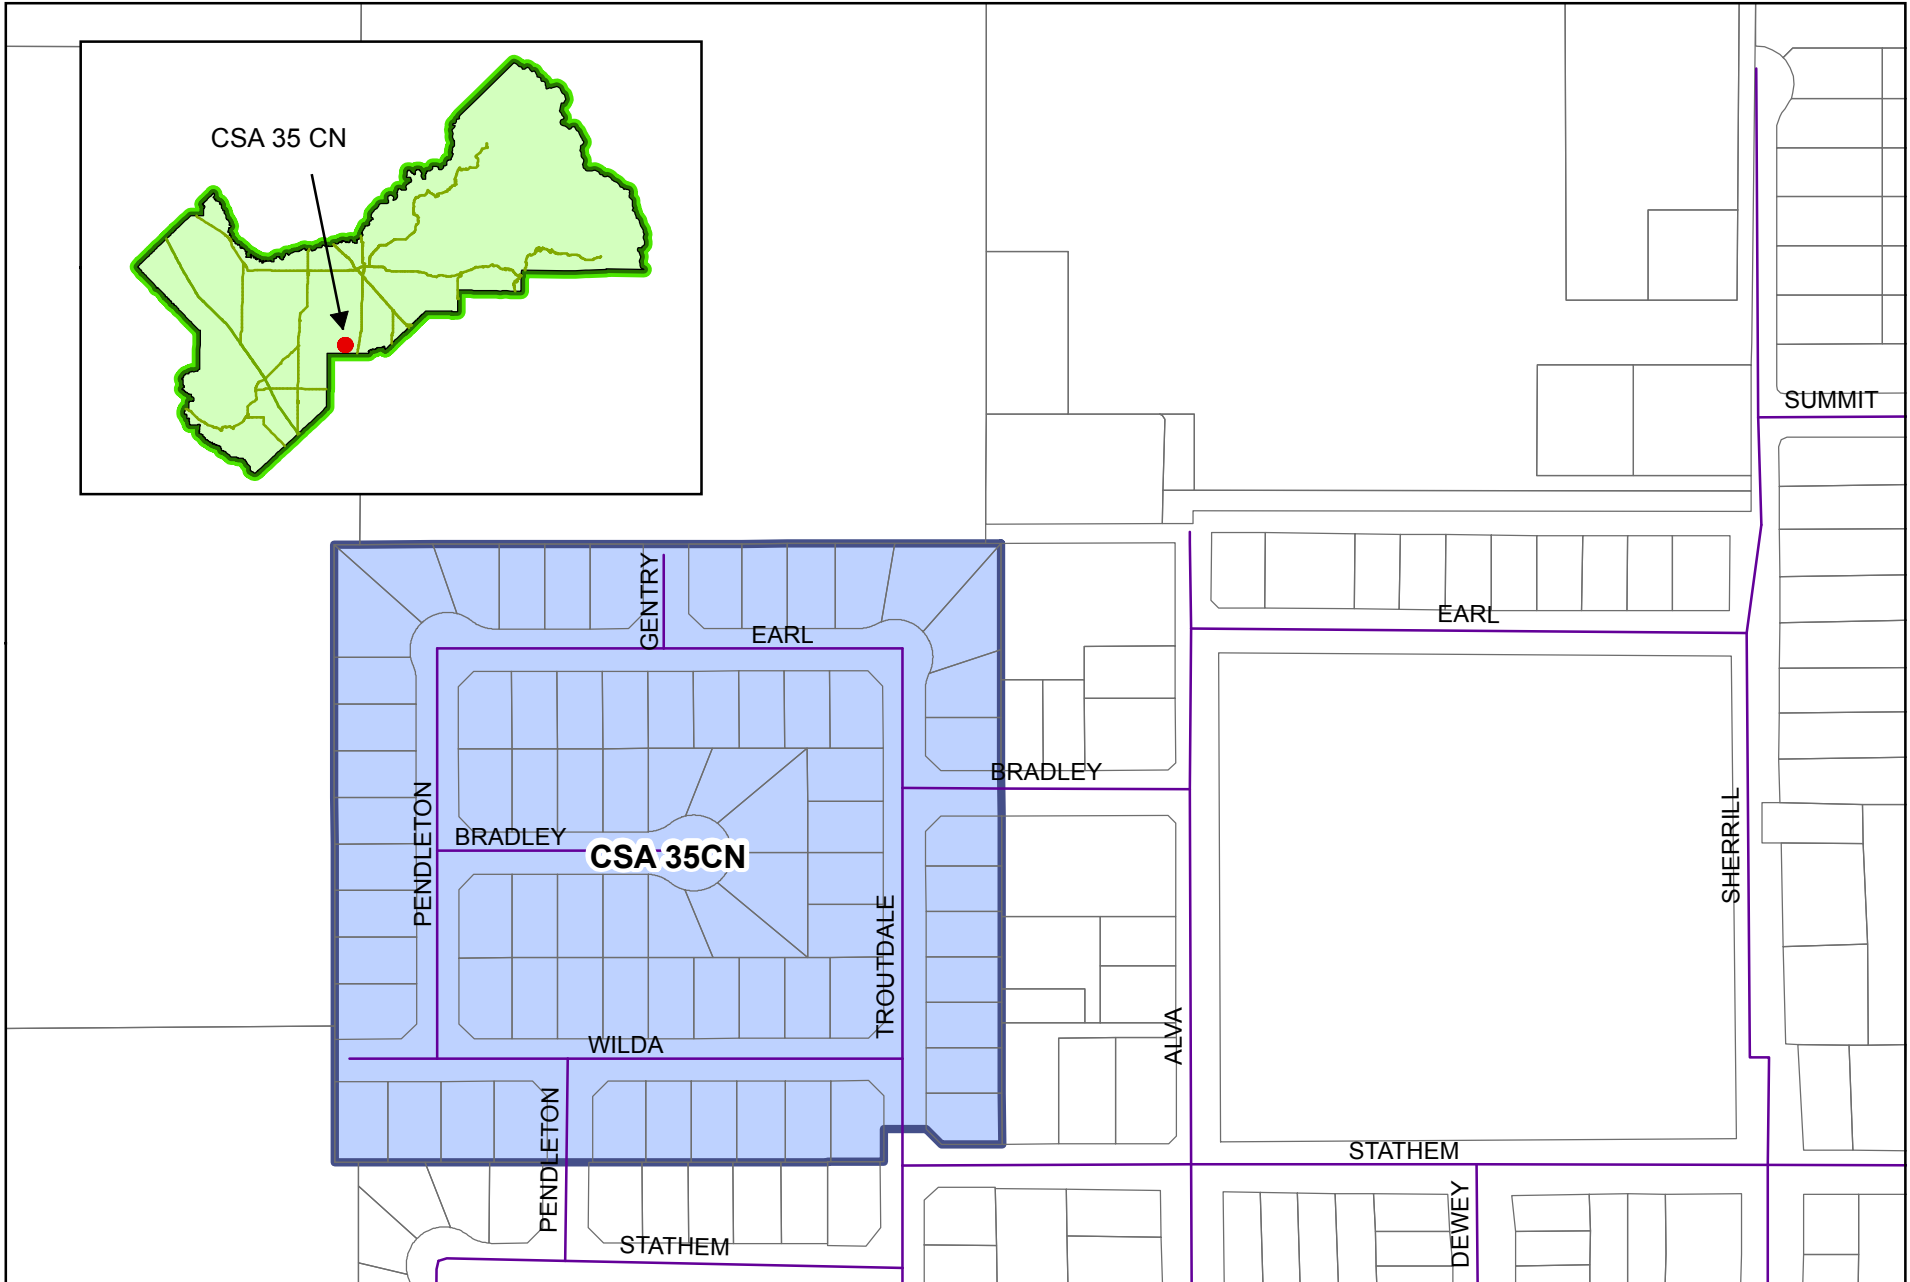 CSA 35 CN
SUMMIT
GENTRY
EARL
EARL
BRADLEY
PENDLETON
BRADLEY
CSA 35CN
SHERRILL
TROUTDALE
ALVA
WILDA
PENDLETON
STATHEM
DEWEY
STATHEM